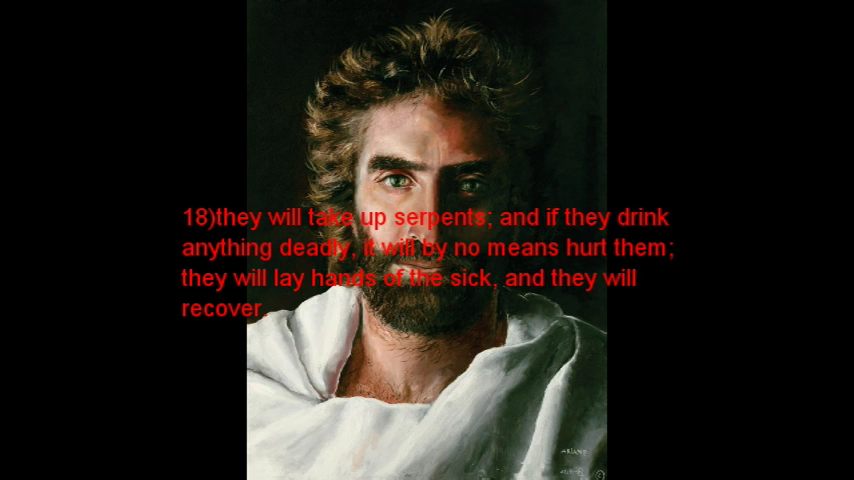 18)they will take up serpents; and if they drink
anything deadly, it will by no means hurt them;
they will lay hands of the sick, and they will
recover.